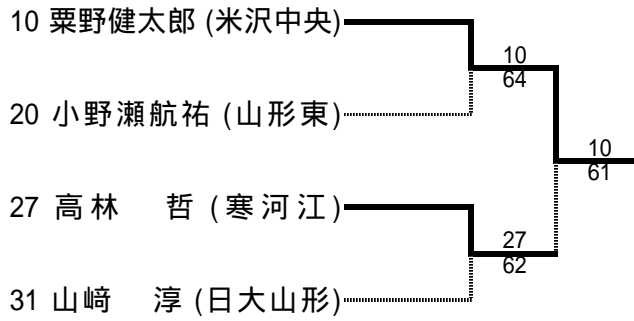 10 粟野健太郎 (米沢中央)
10
64
20 小野瀬航祐 (山形東)
10
61
27 高林 哲 (寒河江)
27
62
31 山﨑 淳 (日大山形)